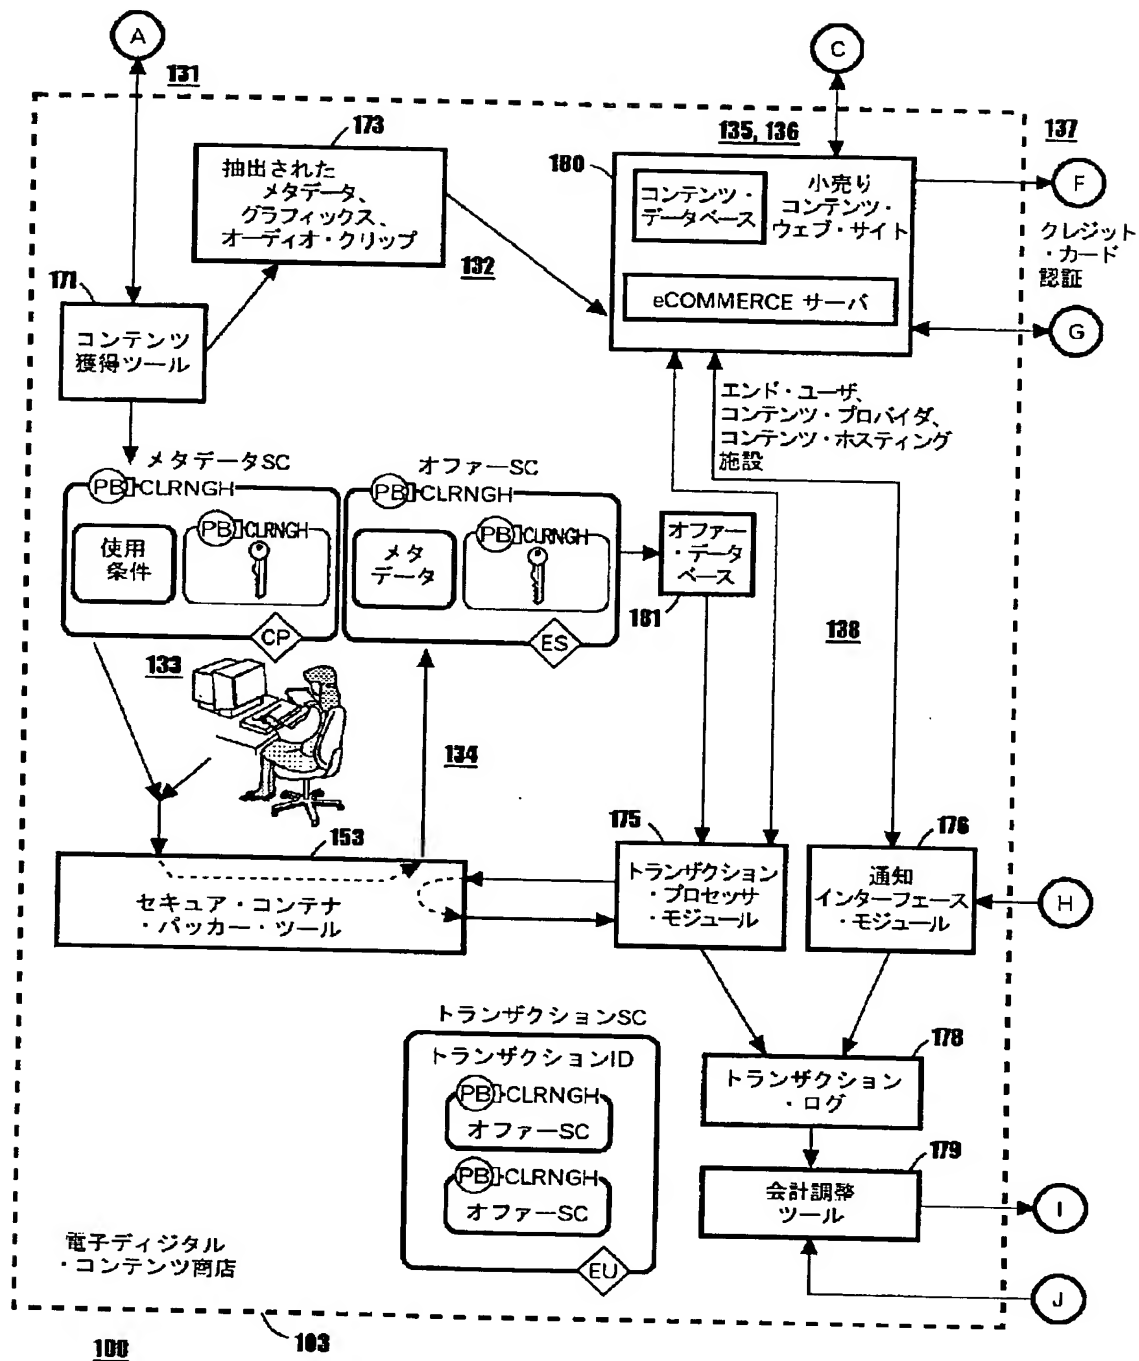 A
C
131
173
135, 136
137
180
抽出された
メタデータ、
グラフィックス、
オーディオ・クリップ
コンテンツ・
データベース
小売り
コンテンツ・
ウェブ・サイト
F
クレジット
・カード
認証
132
171
eCOMMERCE サーバ
コンテンツ
獲得ツール
G
エンド・ユーザ、
コンテンツ・プロバイダ、
コンテンツ・ホスティング
施設
メタデータSC
オファーSC
PB CLRNGH
PB CLRNGH
使用
条件
PB CLRNGH
メタ
データ
PB CLRNGH
オファー
・データ
ベース
181
CP
ES
138
133
134
153
175
176
セキュア・コンテナ
・パッカー・ツール
トランザクション
・プロセッサ
・モジュール
通知
インターフェース
・モジュール
H
トランザクションSC
トランザクションID
PB CLRNGH
オファーSC
PB CLRNGH
オファーSC
EU
178
トランザクション
・ログ
179
会計調整
ツール
I
電子ディジタル
・コンテンツ商店
J
103
100